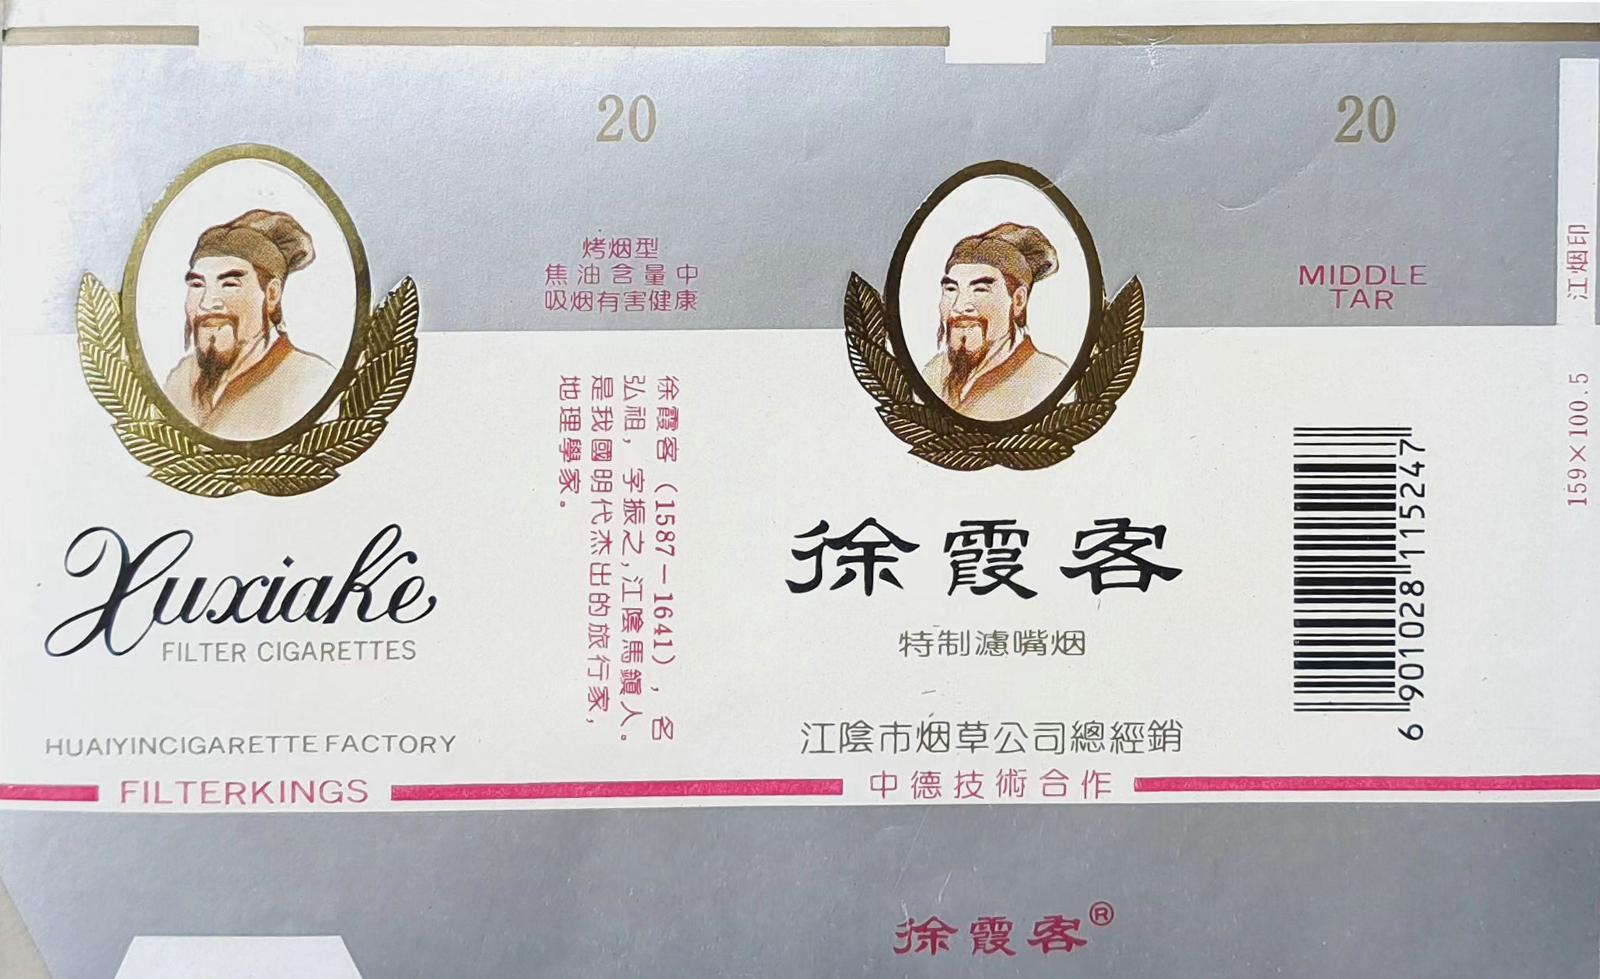 Xuxiake
FILTER CIGARETTES
HUAIYINCIGARETTE FACTORY
FILTERKINGS
20
烤烟型
焦油含量中
吸烟有害健康
徐霞客（1587－1641），名
弘祖，字振之，江陰馬鎮人。
是我國明代杰出的旅行家，
地理學家。
徐霞客
特制濾嘴烟
江陰市烟草公司總經銷
中德技術合作
徐霞客®
20
MIDDLE
TAR
6 901028 115247
江烟印
159×100.5